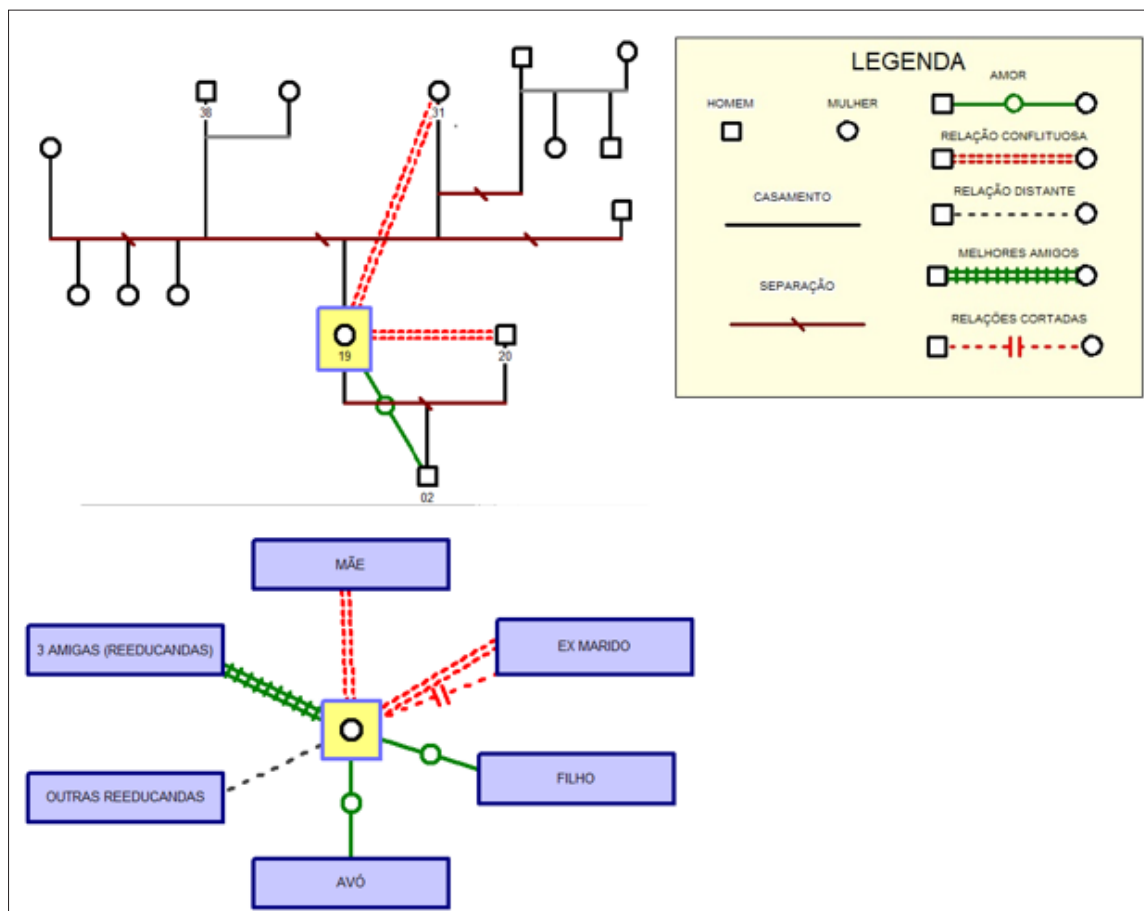 38
31
19
20
02
LEGENDA
HOMEM
MULHER
CASAMENTO
SEPARAÇÃO
AMOR
RELAÇÃO CONFLITUOSA
RELAÇÃO DISTANTE
MELHORES AMIGOS
RELAÇÕES CORTADAS
MÃE
3 AMIGAS (REEDUCANDAS)
EX MARIDO
OUTRAS REEDUCANDAS
FILHO
AVÓ